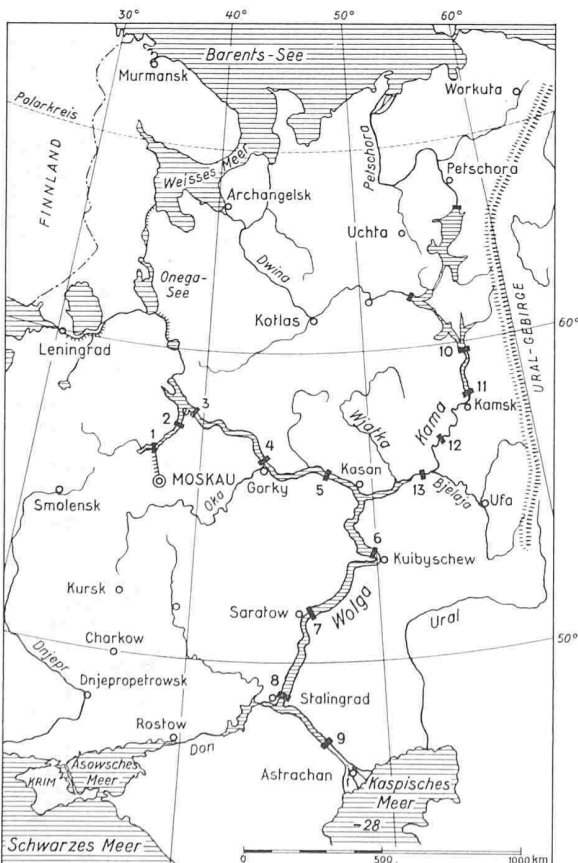 30° 40° 50° 60°
Barents-See
Murmansk
Workuta
Polarkreis
FINNLAND
Weisses Meer
Petschora
Petschora
Archangelsk
Uchta
Dwina
Onega-
See
URAL-GEBIRGE
60°
Kotlas
Leningrad
10
11
3
Kamsk
2
Kama
Wjatka
1
4
12
MOSKAU
Gorky
5
Kasan
13
Bjelaja
Ufa
Smolensk
Oka
6
Kuibyschew
Kursk
Wolga
Saratow
7
Ural
50°
Charkow
Dnjepr
8
Dnjepropetrowsk
Stalingrad
Rostow
Don
9
Asowsches
Meer
KRIM
Astrachan
Kaspisches
Meer
-28
Schwarzes Meer
0 500 1000 km